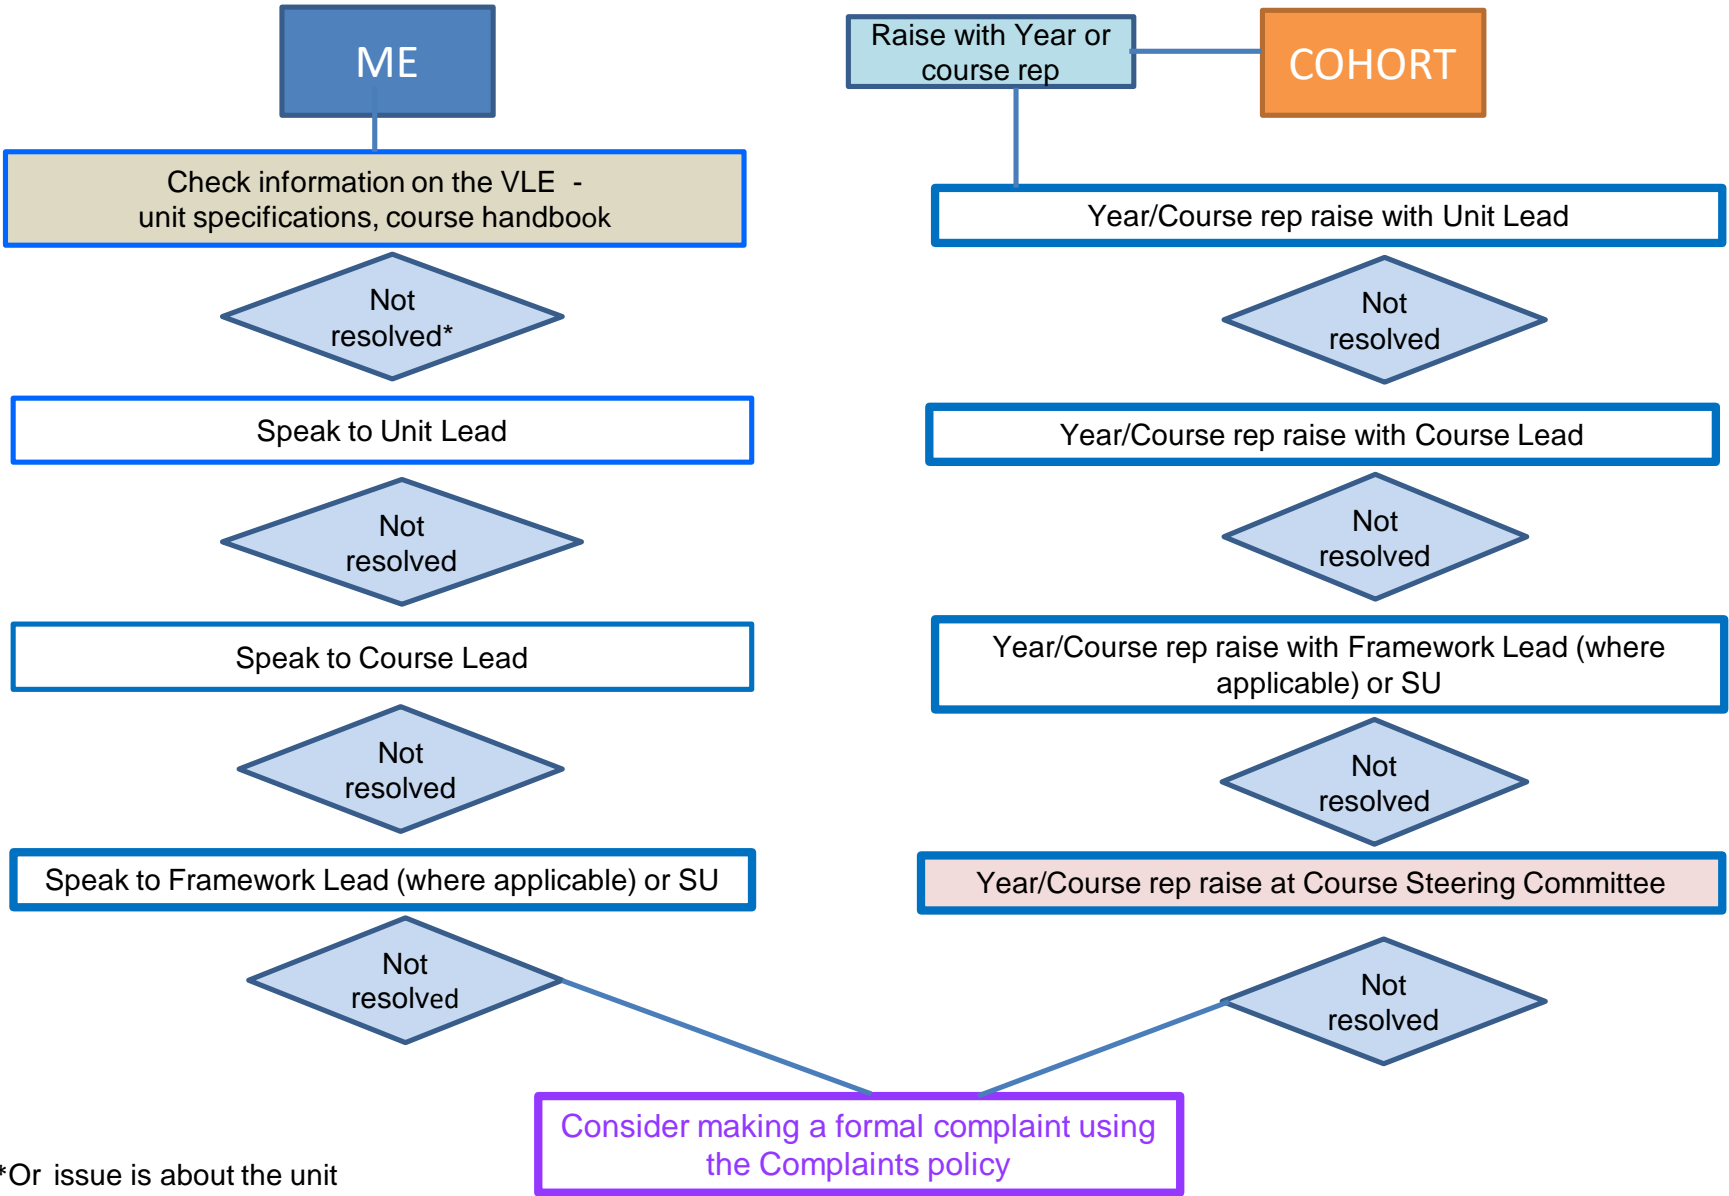 ME
Check information on the VLE -
unit specifications, course handbook
Not
resolved*
Speak to Unit Lead
Not
resolved
Speak to Course Lead
Not
resolved
Speak to Framework Lead (where applicable) or SU
Not
resolved
Raise with Year or
course rep
COHORT
Year/Course rep raise with Unit Lead
Not
resolved
Year/Course rep raise with Course Lead
Not
resolved
Year/Course rep raise with Framework Lead (where
applicable) or SU
Not
resolved
Year/Course rep raise at Course Steering Committee
Not
resolved
Consider making a formal complaint using
the Complaints policy
*Or issue is about the unit